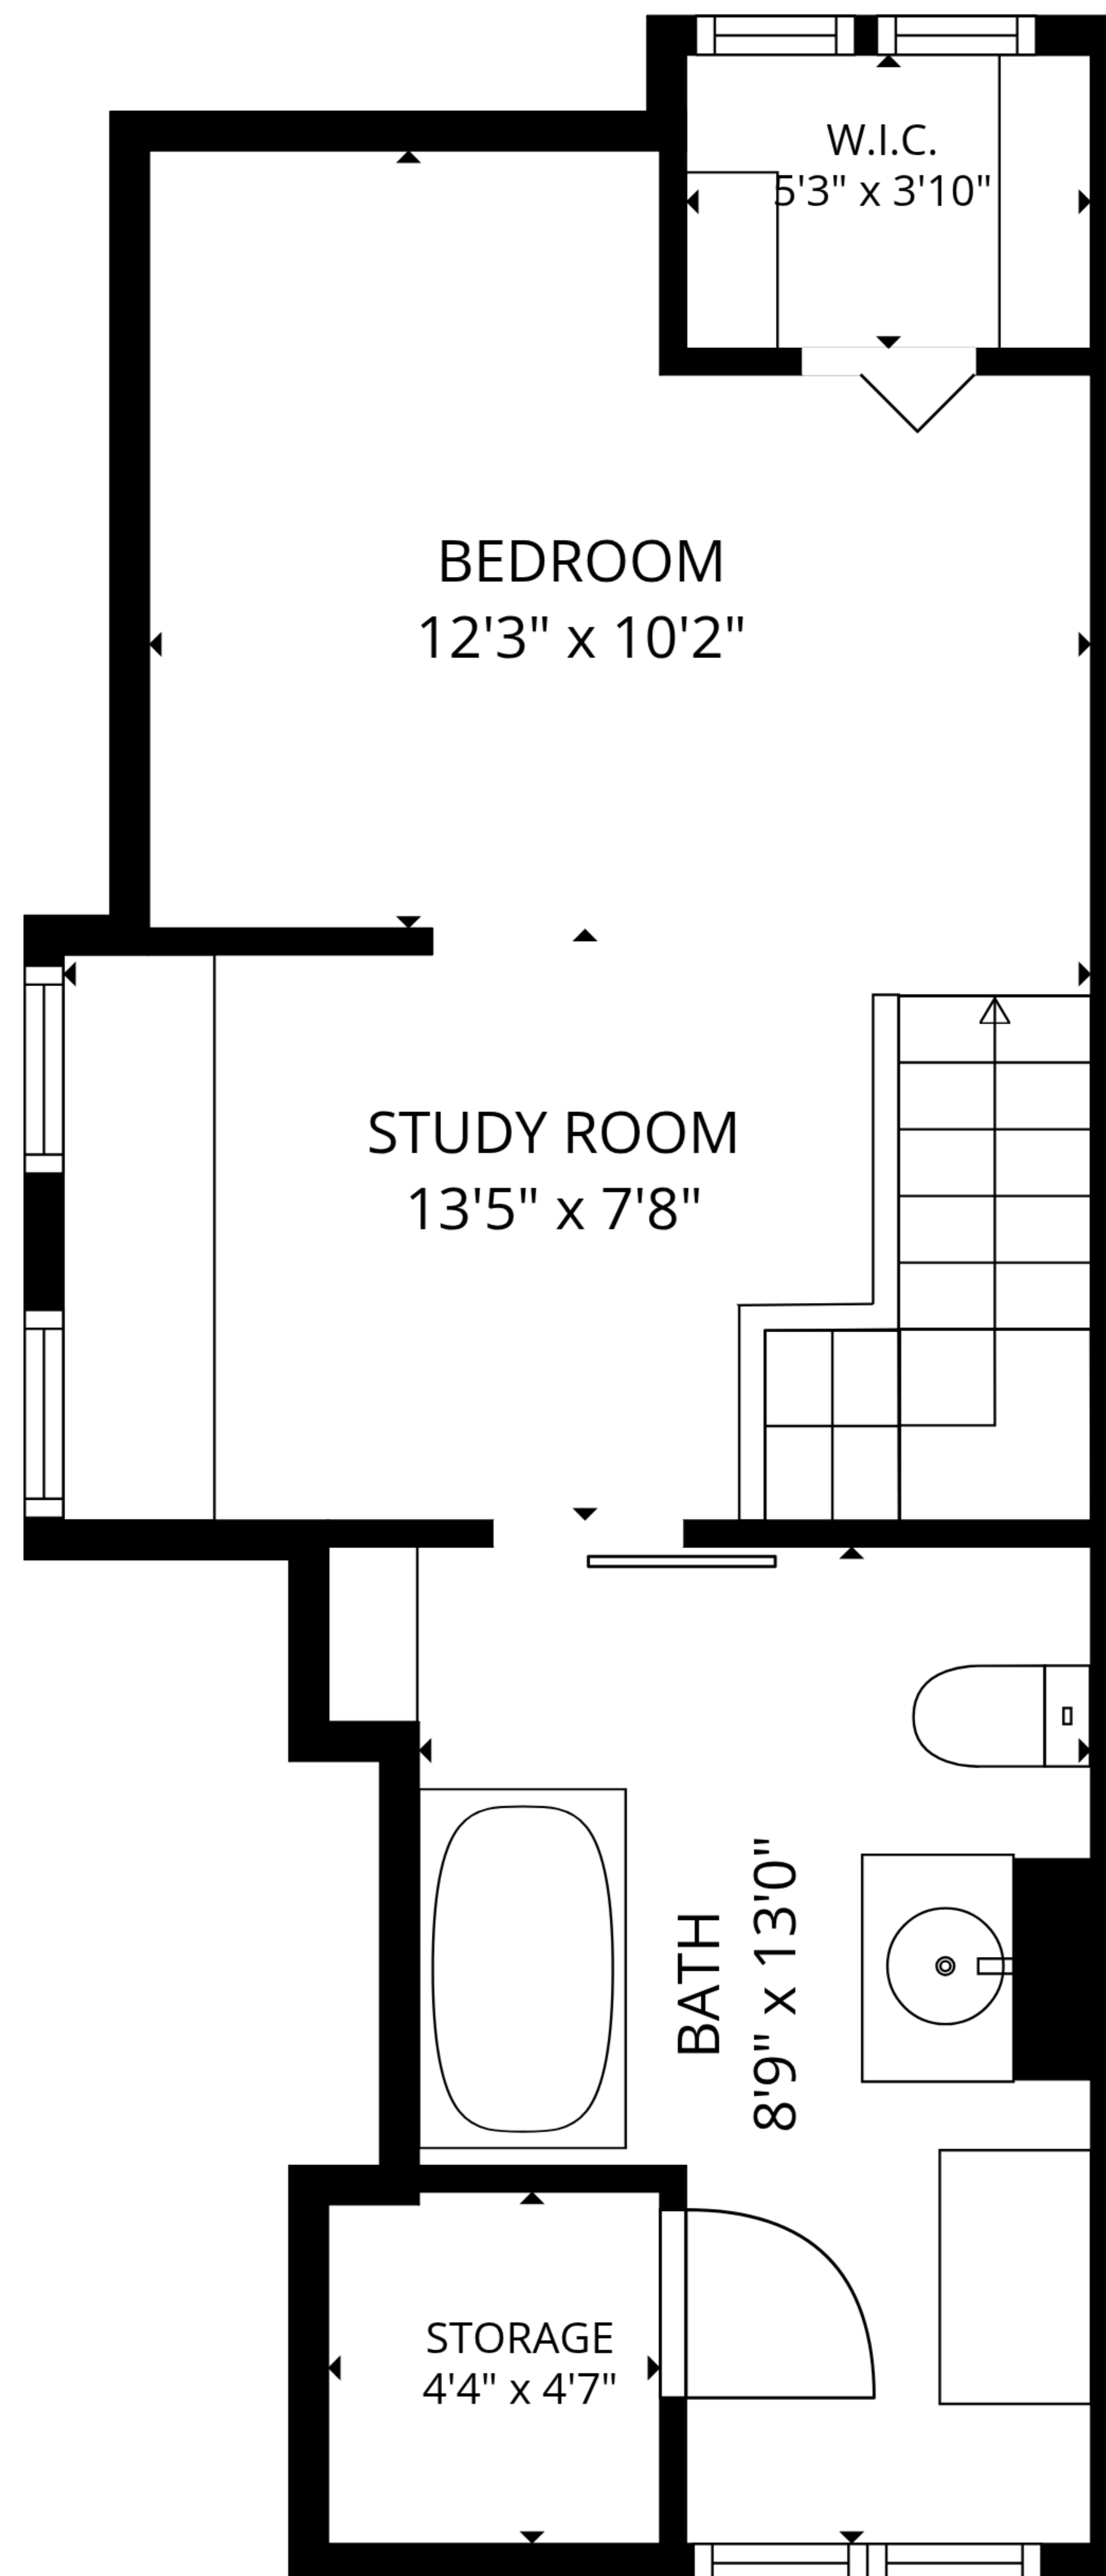 W.I.C.
5'3" x 3'10"
BEDROOM
12'3" x 10'2"
STUDY ROOM
13'5" x 7'8"
BATH
8'9" x 13'0"
STORAGE
4'4" x 4'7"